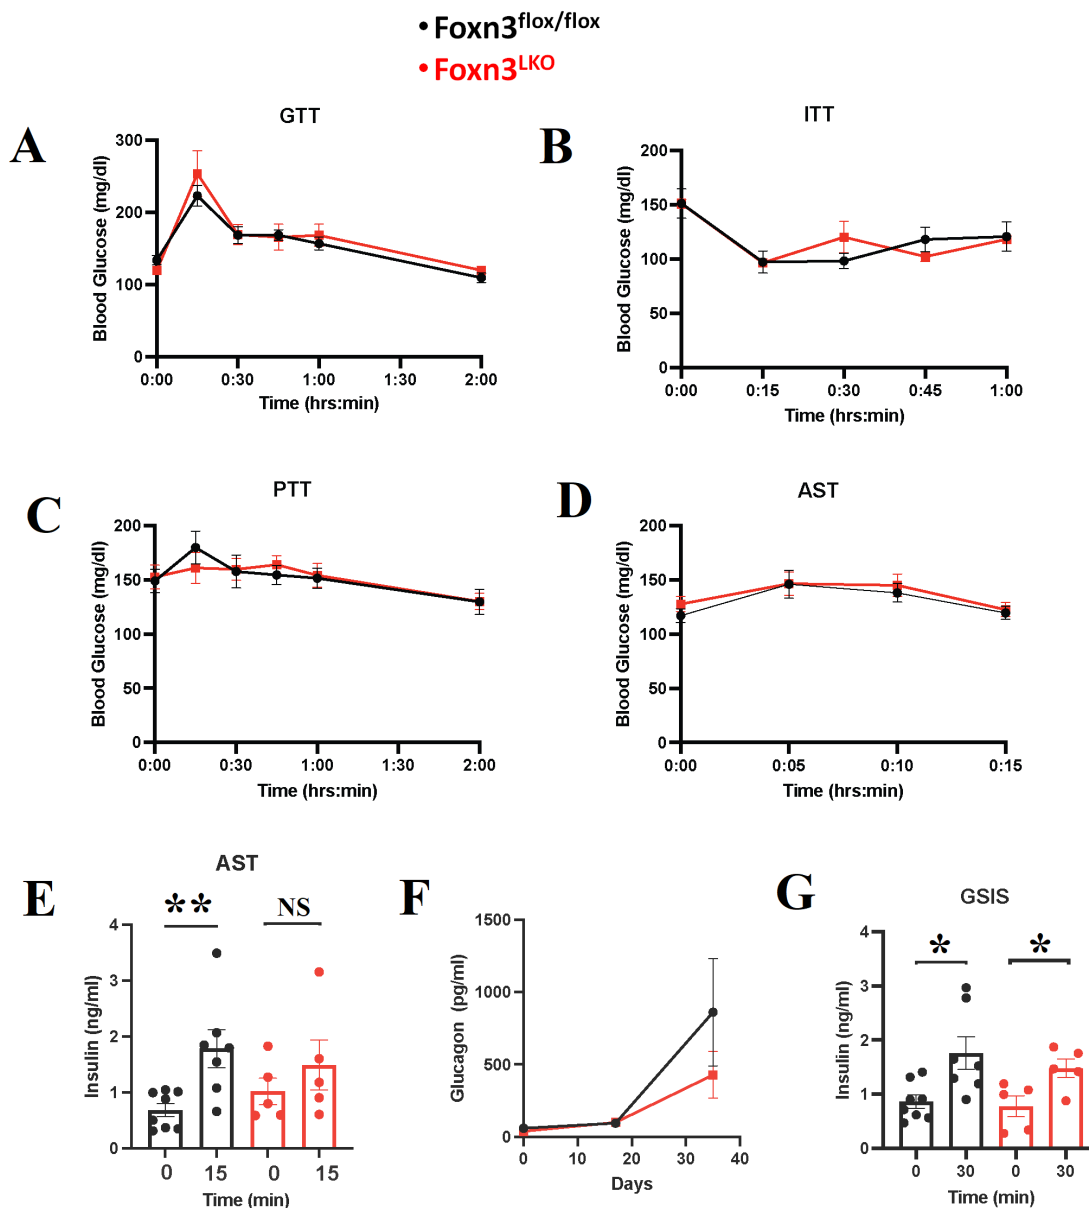 • Foxn3flox/flox
• Foxn3LKO
A
GTT
Blood Glucose (mg/dl)
300
200
100
0
0:00 0:30 1:00 1:30 2:00
Time (hrs:min)
B
ITT
Blood Glucose (mg/dl)
200
150
100
50
0
0:00 0:15 0:30 0:45 1:00
Time (hrs:min)
C
PTT
Blood Glucose (mg/dl)
200
150
100
50
0
0:00 0:30 1:00 1:30 2:00
Time (hrs:min)
D
AST
Blood Glucose (mg/dl)
200
150
100
50
0
0:00 0:05 0:10 0:15
Time (hrs:min)
E
AST
** NS
Insulin (ng/ml)
4
3
2
1
0
0 15 0 15
Time (min)
F
Glucagon (pg/ml)
1500
1000
500
0
0 10 20 30 40
Days
G
GSIS
* *
Insulin (ng/ml)
4
3
2
1
0
0 30 0 30
Time (min)